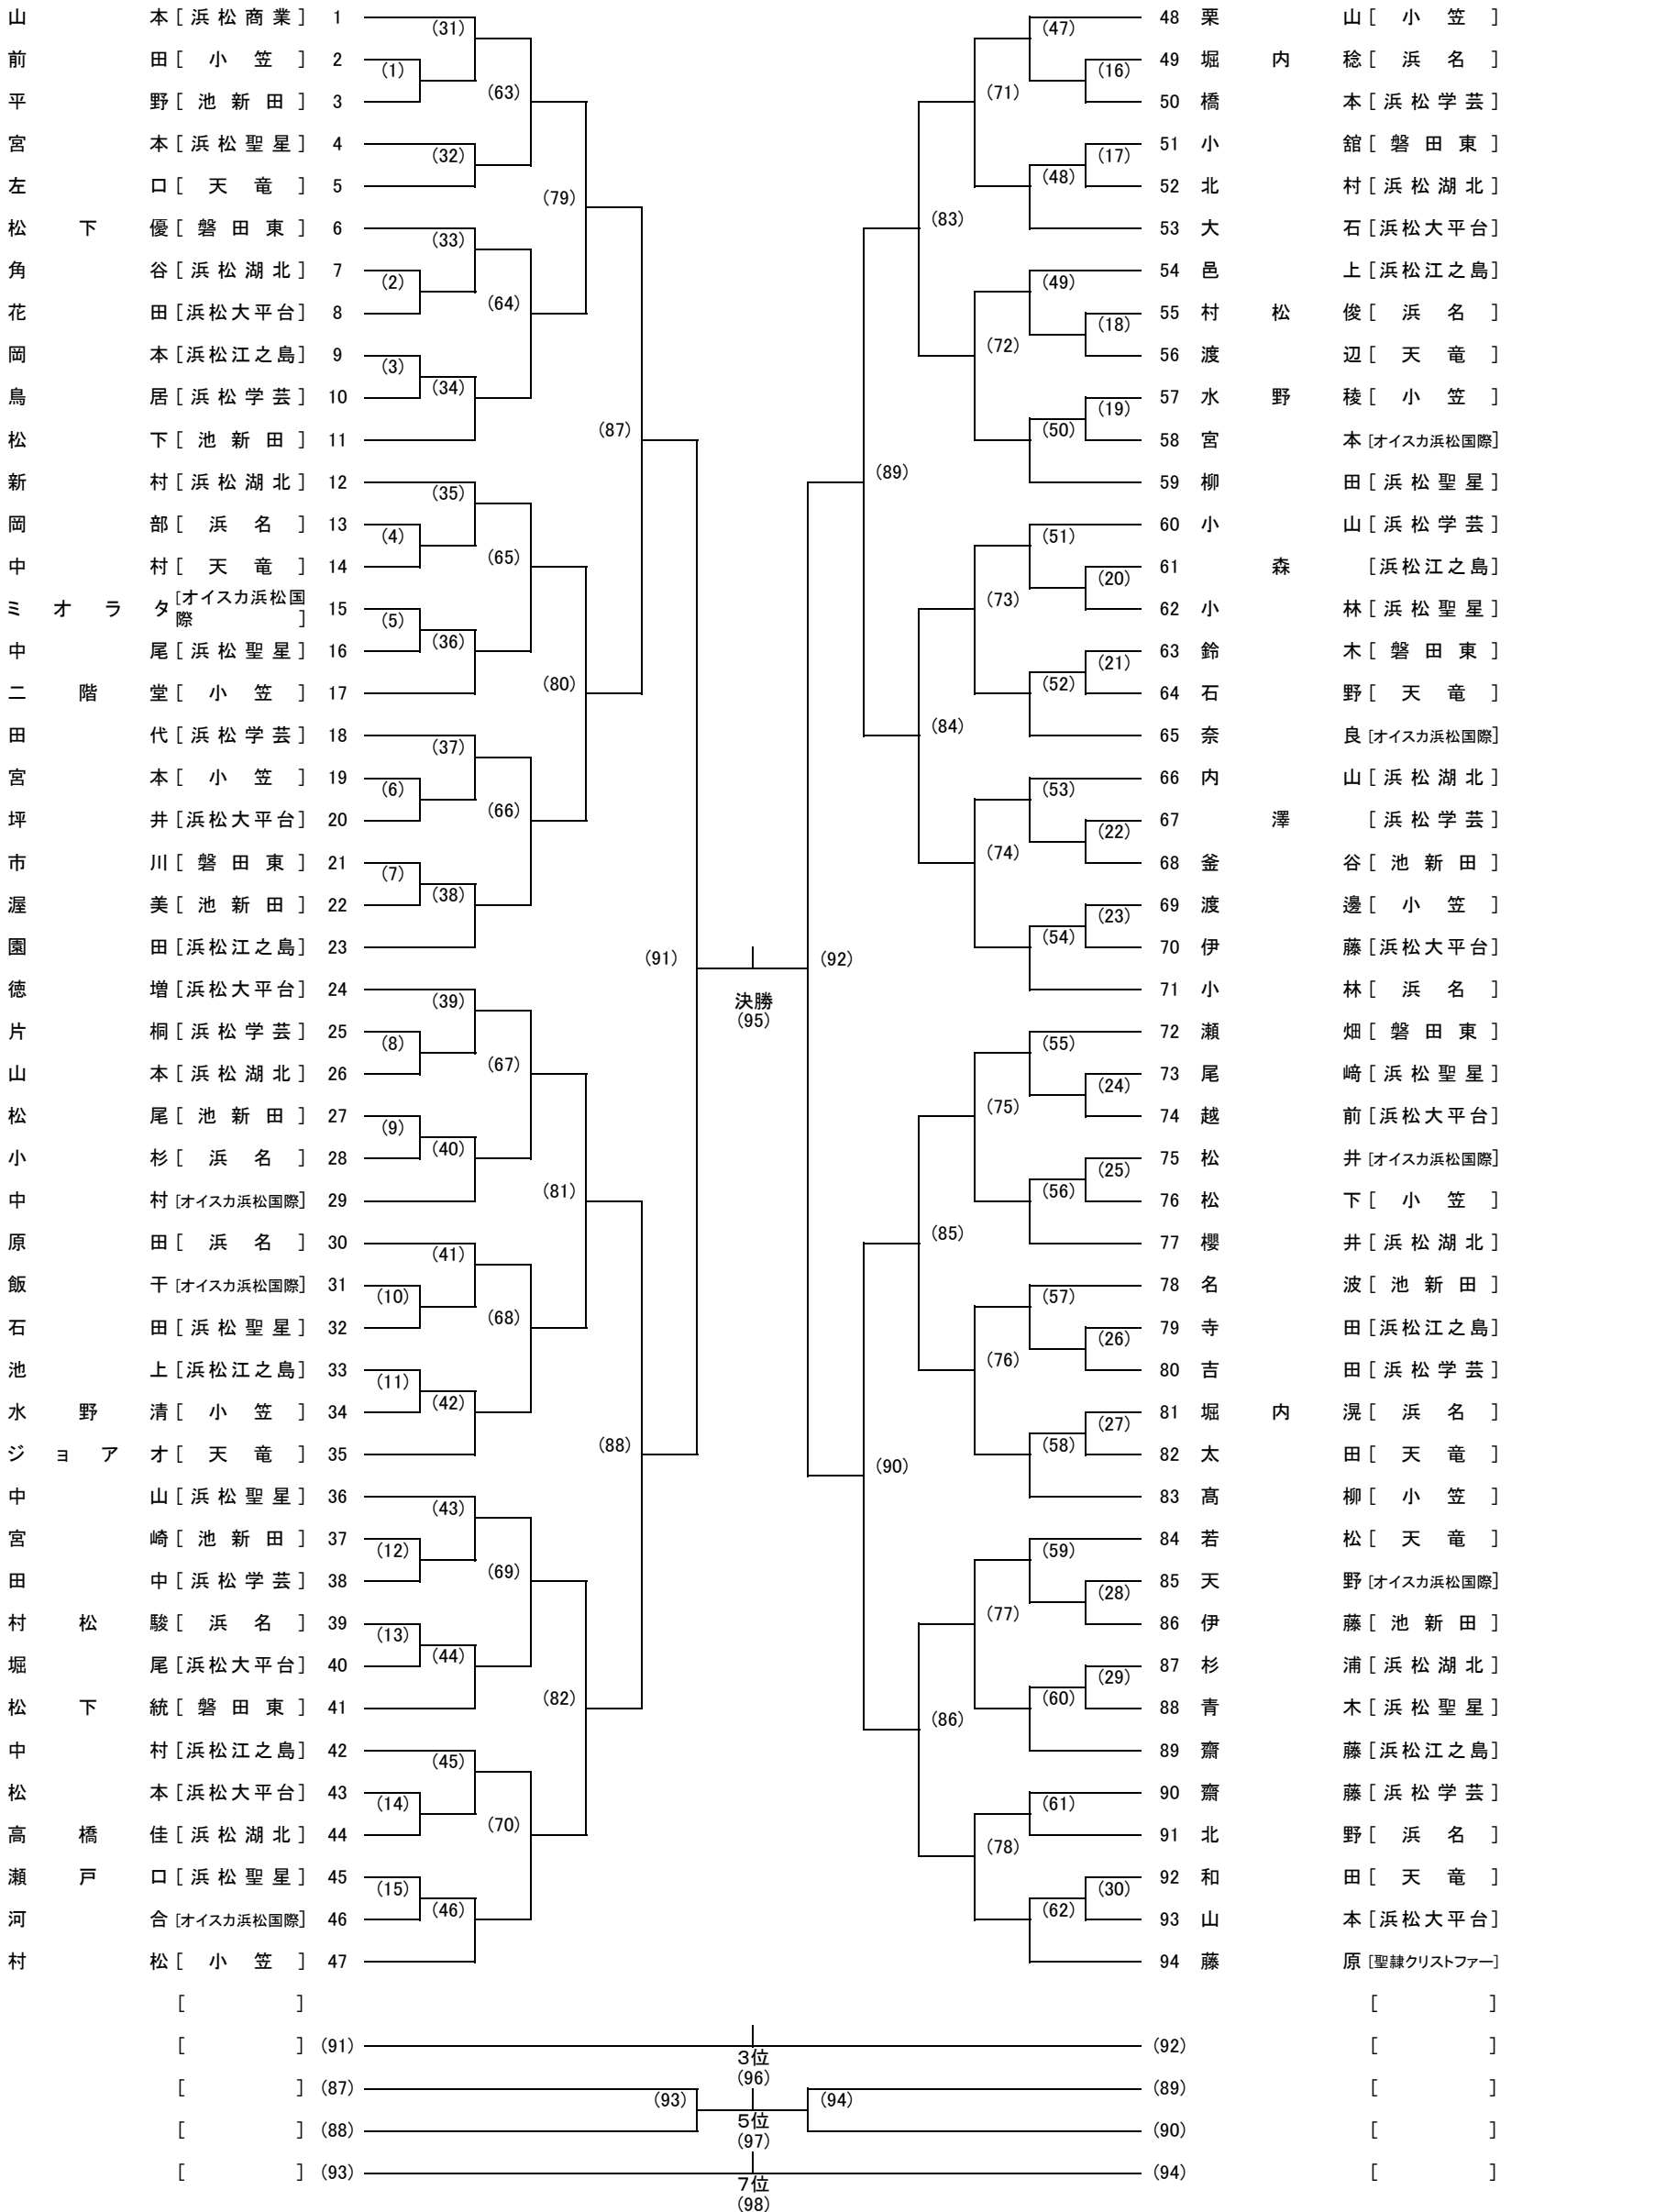 山本[浜松商業] 1
前田[小笠] 2
平野[池新田] 3
宮本[浜松聖星] 4
左口[天竜] 5
松下優[磐田東] 6
角谷[浜松湖北] 7
花田[浜松大平台] 8
岡本[浜松江之島] 9
鳥居[浜松学芸] 10
松下[池新田] 11
新村[浜松湖北] 12
岡部[浜名] 13
中村[天竜] 14
ミオラタ[オイスカ浜松国際] 15
中尾[浜松聖星] 16
二階堂[小笠] 17
田代[浜松学芸] 18
宮本[小笠] 19
坪井[浜松大平台] 20
市川[磐田東] 21
渥美[池新田] 22
園田[浜松江之島] 23
徳増[浜松大平台] 24
片桐[浜松学芸] 25
山本[浜松湖北] 26
松尾[池新田] 27
小杉[浜名] 28
中村[オイスカ浜松国際] 29
原田[浜名] 30
飯干[オイスカ浜松国際] 31
石田[浜松聖星] 32
池上[浜松江之島] 33
水野清[小笠] 34
ジョアオ[天竜] 35
中山[浜松聖星] 36
宮崎[池新田] 37
田中[浜松学芸] 38
村松駿[浜名] 39
堀尾[浜松大平台] 40
松下統[磐田東] 41
中村[浜松江之島] 42
松本[浜松大平台] 43
高橋佳[浜松湖北] 44
瀬戸口[浜松聖星] 45
河合[オイスカ浜松国際] 46
村松[小笠] 47
(1)
(2)
(3)
(4)
(5)
(6)
(7)
(8)
(9)
(10)
(11)
(12)
(13)
(14)
(15)
(31)
(32)
(33)
(34)
(35)
(36)
(37)
(38)
(39)
(40)
(41)
(42)
(43)
(44)
(45)
(46)
(63)
(64)
(65)
(66)
(67)
(68)
(69)
(70)
(79)
(80)
(81)
(82)
(87)
(88)
(91)
決勝
(95)
(92)
(89)
(90)
(83)
(84)
(85)
(86)
(71)
(72)
(73)
(74)
(75)
(76)
(77)
(78)
(47)
(48)
(49)
(50)
(51)
(52)
(53)
(54)
(55)
(56)
(57)
(58)
(59)
(60)
(61)
(62)
(16)
(17)
(18)
(19)
(20)
(21)
(22)
(23)
(24)
(25)
(26)
(27)
(28)
(29)
(30)
48 栗山[小笠]
49 堀内稔[浜名]
50 橋本[浜松学芸]
51 小舘[磐田東]
52 北村[浜松湖北]
53 大石[浜松大平台]
54 邑上[浜松江之島]
55 村松俊[浜名]
56 渡辺[天竜]
57 水野稜[小笠]
58 宮本[オイスカ浜松国際]
59 柳田[浜松聖星]
60 小山[浜松学芸]
61 森[浜松江之島]
62 小林[浜松聖星]
63 鈴木[磐田東]
64 石野[天竜]
65 奈良[オイスカ浜松国際]
66 内山[浜松湖北]
67 澤[浜松学芸]
68 釜谷[池新田]
69 渡邊[小笠]
70 伊藤[浜松大平台]
71 小林[浜名]
72 瀬畑[磐田東]
73 尾﨑[浜松聖星]
74 越前[浜松大平台]
75 松井[オイスカ浜松国際]
76 松下[小笠]
77 櫻井[浜松湖北]
78 名波[池新田]
79 寺田[浜松江之島]
80 吉田[浜松学芸]
81 堀内滉[浜名]
82 太田[天竜]
83 髙柳[小笠]
84 若松[天竜]
85 天野[オイスカ浜松国際]
86 伊藤[池新田]
87 杉浦[浜松湖北]
88 青木[浜松聖星]
89 齋藤[浜松江之島]
90 齋藤[浜松学芸]
91 北野[浜名]
92 和田[天竜]
93 山本[浜松大平台]
94 藤原[聖隷クリストファー]
[ ] [ ]
[ ] (91) 3位 (92) [ ]
(96)
[ ] (87) (93) (94) (89) [ ]
5位
[ ] (88) (97) (90) [ ]
[ ] (93) 7位 (94) [ ]
(98)